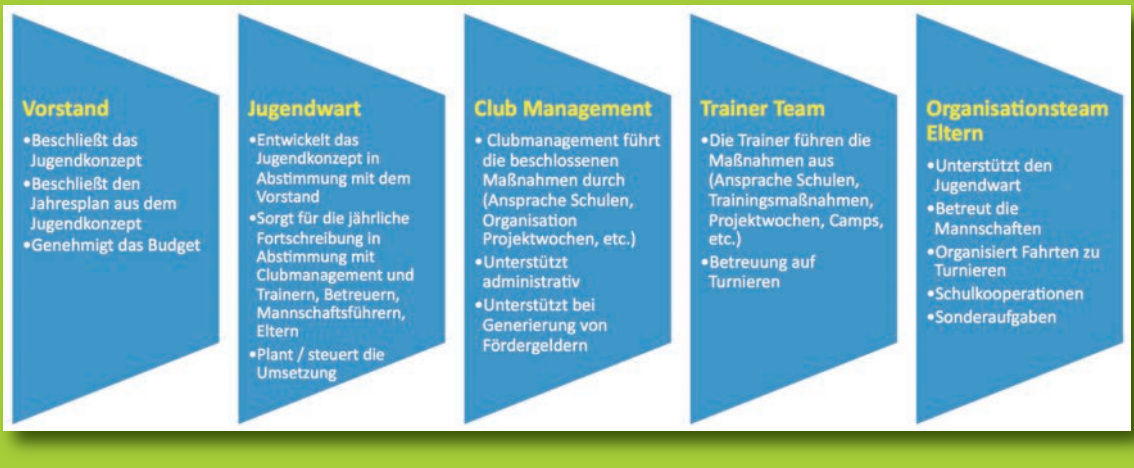 Vorstand
•Beschließt das
Jugendkonzept
•Beschließt den
Jahresplan aus dem
Jugendkonzept
•Genehmigt das Budget
Jugendwart
•Entwickelt das
Jugendkonzept in
Abstimmung mit dem
Vorstand
•Sorgt für die jährliche
Fortschreibung in
Abstimmung mit
Clubmanagement und
Trainern, Betreuern,
Mannschaftsführern,
Eltern
•Plant / steuert die
Umsetzung
Club Management
• Clubmanagement führt
die beschlossenen
Maßnahmen durch
(Ansprache Schulen,
Organisation
Projektwochen, etc.)
•Unterstützt
administrativ
•Unterstützt bei
Generierung von
Fördergeldern
Trainer Team
•Die Trainer führen die
Maßnahmen aus
(Ansprache Schulen,
Trainingsmaßnahmen,
Projektwochen, Camps,
etc.)
•Betreuung auf
Turnieren
Organisationsteam
Eltern
•Unterstützt den
Jugendwart
•Betreut die
Mannschaften
•Organisiert Fahrten zu
Turnieren
•Schulkooperationen
•Sonderaufgaben